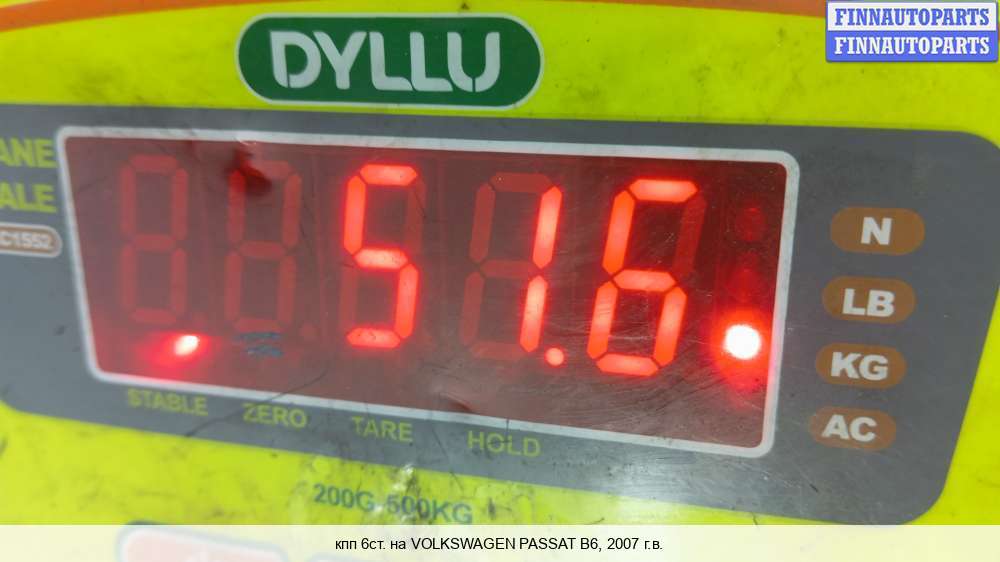 FINNAUTOPARTS
FINNAUTOPARTS
DYLLU
ANE
ALE
C1552
51.6
N
LB
KG
AC
STABLE ZERO TARE HOLD
200G-500KG
кпп 6ст. на VOLKSWAGEN PASSAT B6, 2007 г.в.